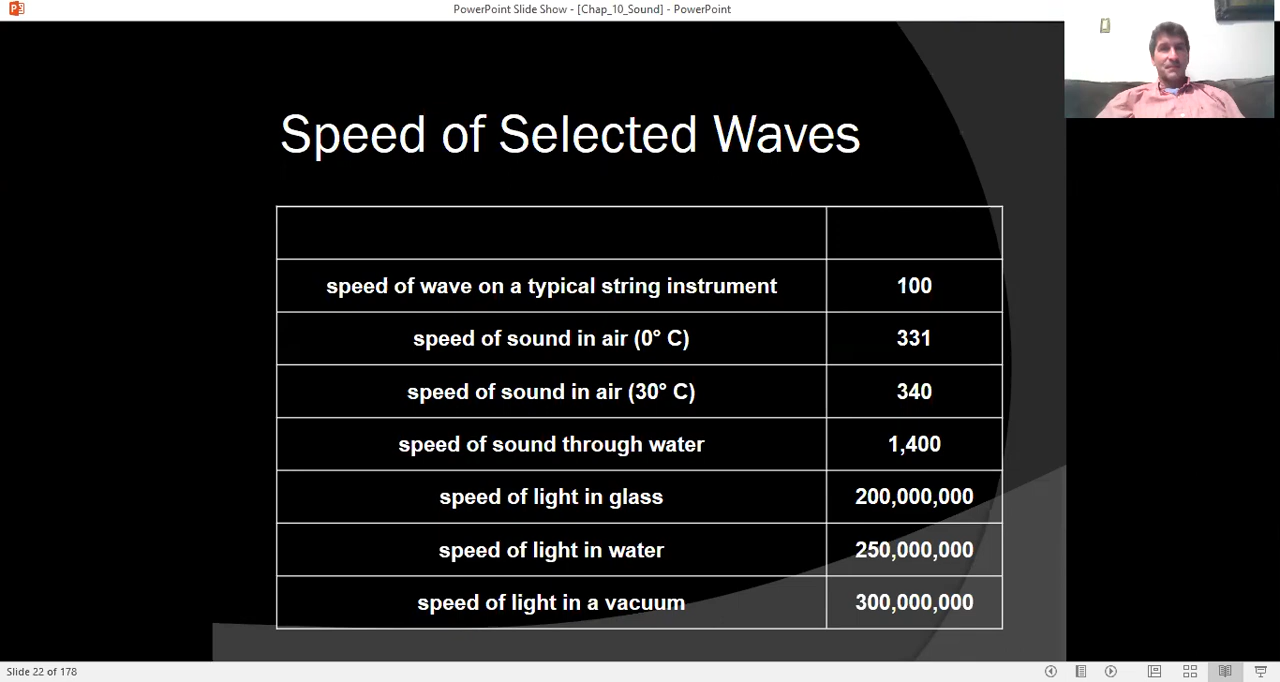 PowerPoint Slide Show - [Chap_10_Sound] - PowerPoint
Speed of Selected Waves
speed of wave on a typical string instrument 100
speed of sound in air (0° C) 331
speed of sound in air (30° C) 340
speed of sound through water 1,400
speed of light in glass 200,000,000
speed of light in water 250,000,000
speed of light in a vacuum 300,000,000
Slide 22 of 178